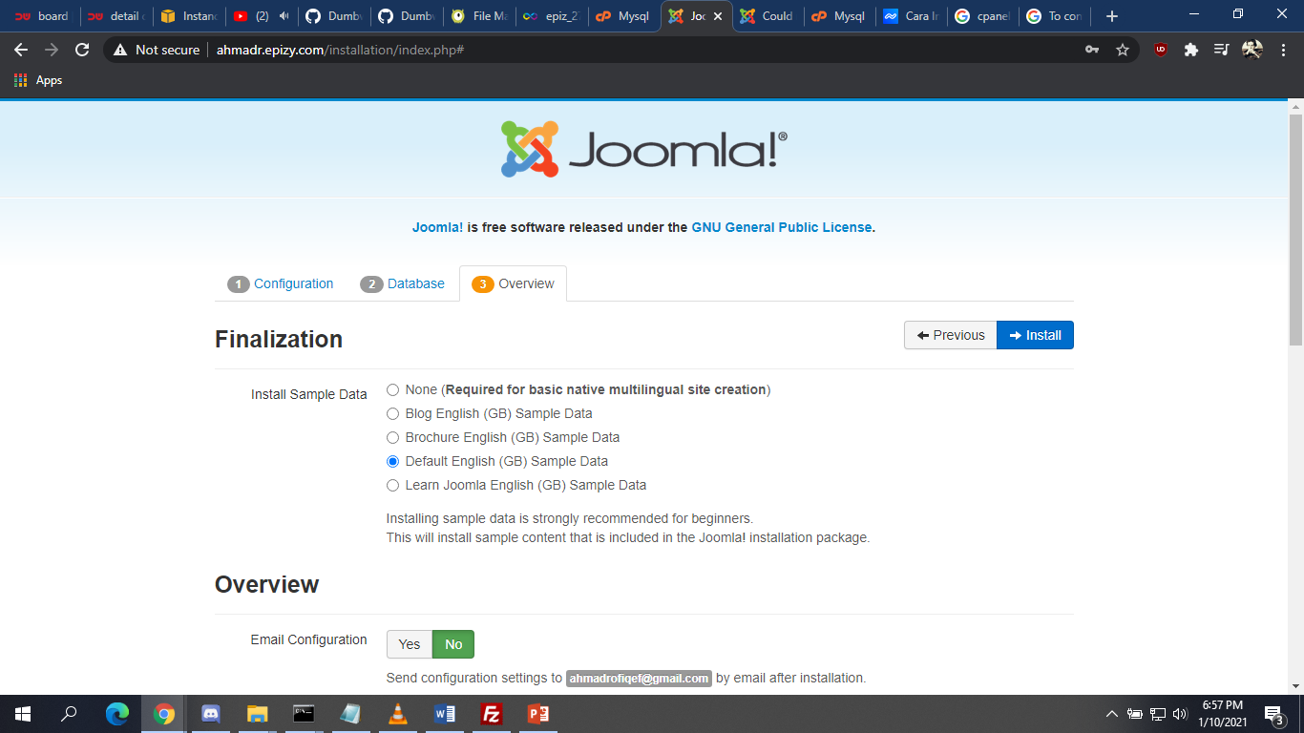 board
detail
Instanc
(2)
Dumbw
Dumbw
File Ma
epiz_2
Mysql
Joo
Could
Mysql
Cara In
cpanel
To con
Not secure
ahmadr.epizy.com/installation/index.php#
Apps
Joomla!®
Joomla! is free software released under the GNU General Public License.
1 Configuration
2 Database
3 Overview
Finalization
Previous
Install
Install Sample Data
None (Required for basic native multilingual site creation)
Blog English (GB) Sample Data
Brochure English (GB) Sample Data
Default English (GB) Sample Data
Learn Joomla English (GB) Sample Data
Installing sample data is strongly recommended for beginners.
This will install sample content that is included in the Joomla! installation package.
Overview
Email Configuration
Yes
No
Send configuration settings to ahmadrofiqef@gmail.com by email after installation.
6:57 PM
1/10/2021
3